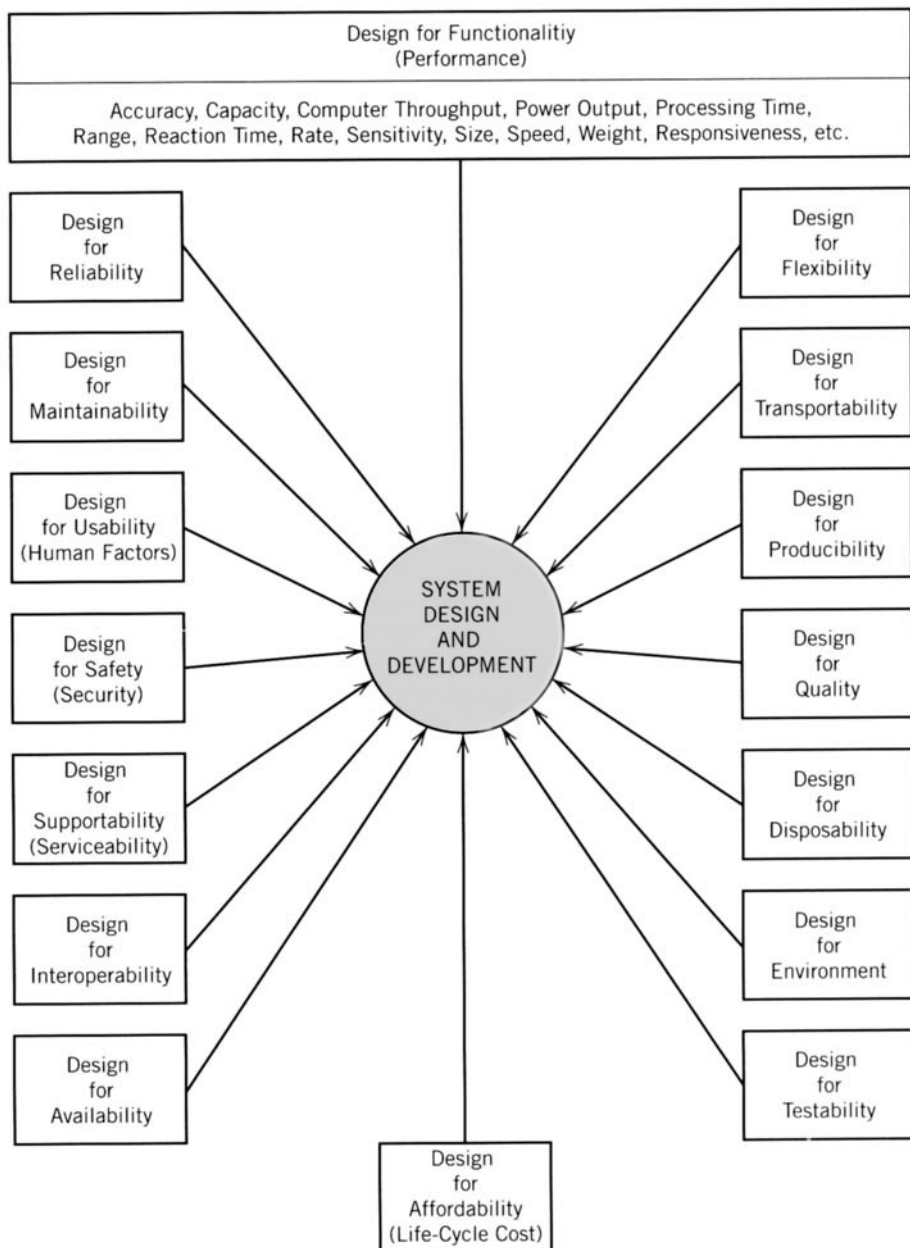 Design for Functionalitiy
(Performance)
Accuracy, Capacity, Computer Throughput, Power Output, Processing Time,
Range, Reaction Time, Rate, Sensitivity, Size, Speed, Weight, Responsiveness, etc.
Design
for
Reliability
Design
for
Maintainability
Design
for Usability
(Human Factors)
Design
for Safety
(Security)
Design
for
Supportability
(Serviceability)
Design
for
Interoperability
Design
for
Availability
SYSTEM
DESIGN
AND
DEVELOPMENT
Design
for
Flexibility
Design
for
Transportability
Design
for
Producibility
Design
for
Quality
Design
for
Disposability
Design
for
Environment
Design
for
Testability
Design
for
Affordability
(Life-Cycle Cost)